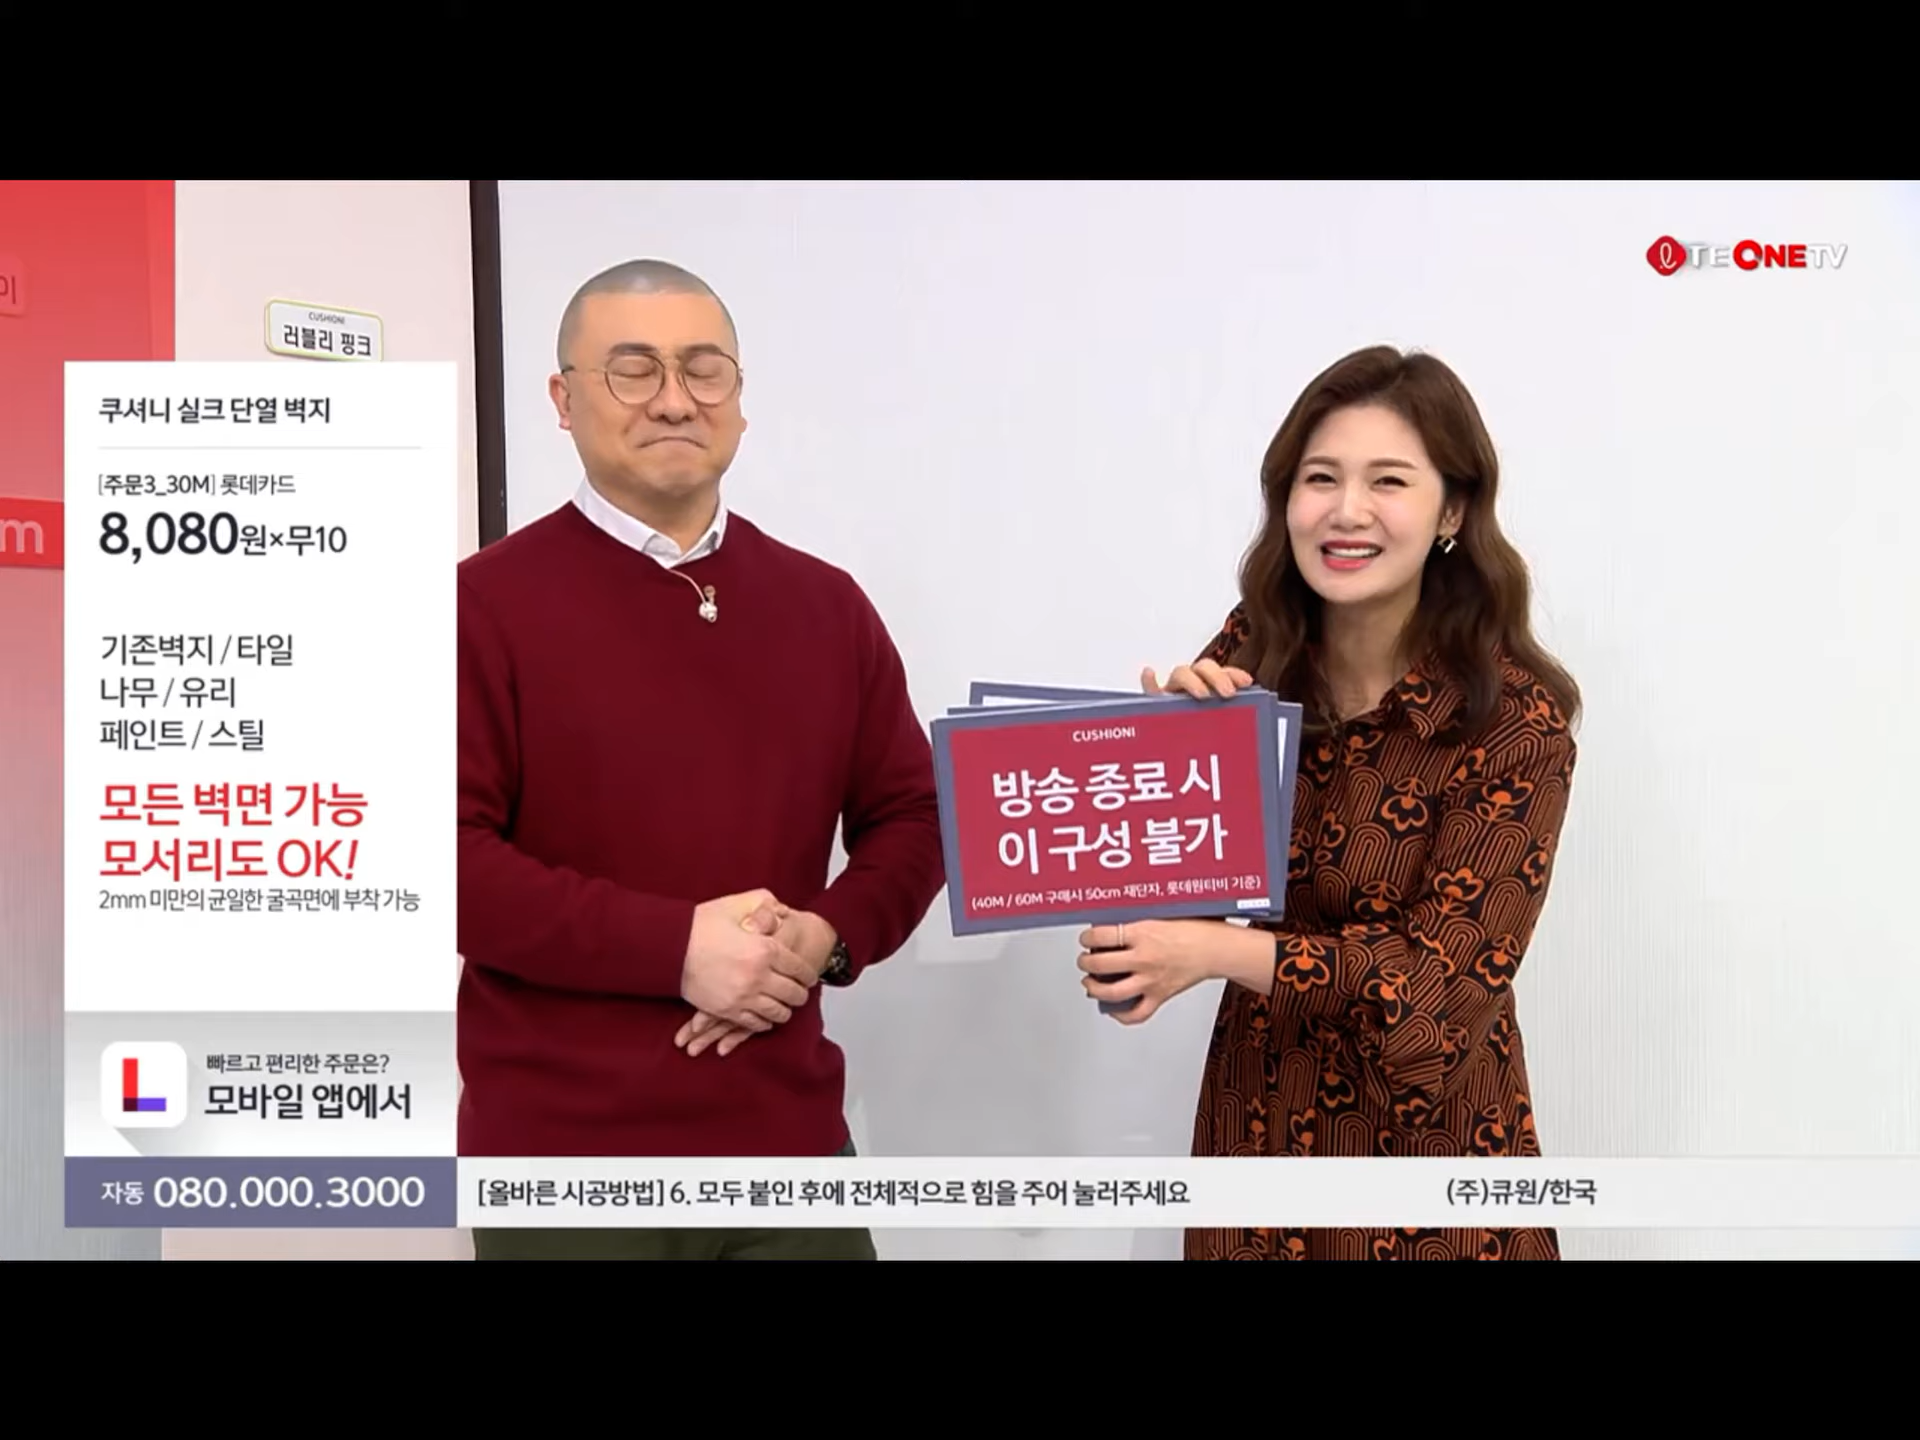 이
CUSHIONI
러블리 핑크
m
쿠셔니 실크 단열 벽지
[주문3_30M] 롯데카드
8,080원×무10
기존벽지 / 타일
나무 / 유리
페인트 / 스틸
모든 벽면 가능
모서리도 OK!
2mm 미만의 균일한 굴곡면에 부착 가능
빠르고 편리한 주문은?
모바일 앱에서
자동 080.000.3000
TE ONE TV
CUSHIONI
방송 종료 시
이 구성 불가
(40M / 60M 구매시 50cm 재단자, 롯데원티비 기준)
[올바른 시공방법] 6. 모두 붙인 후에 전체적으로 힘을 주어 눌러주세요
(주)큐원/한국